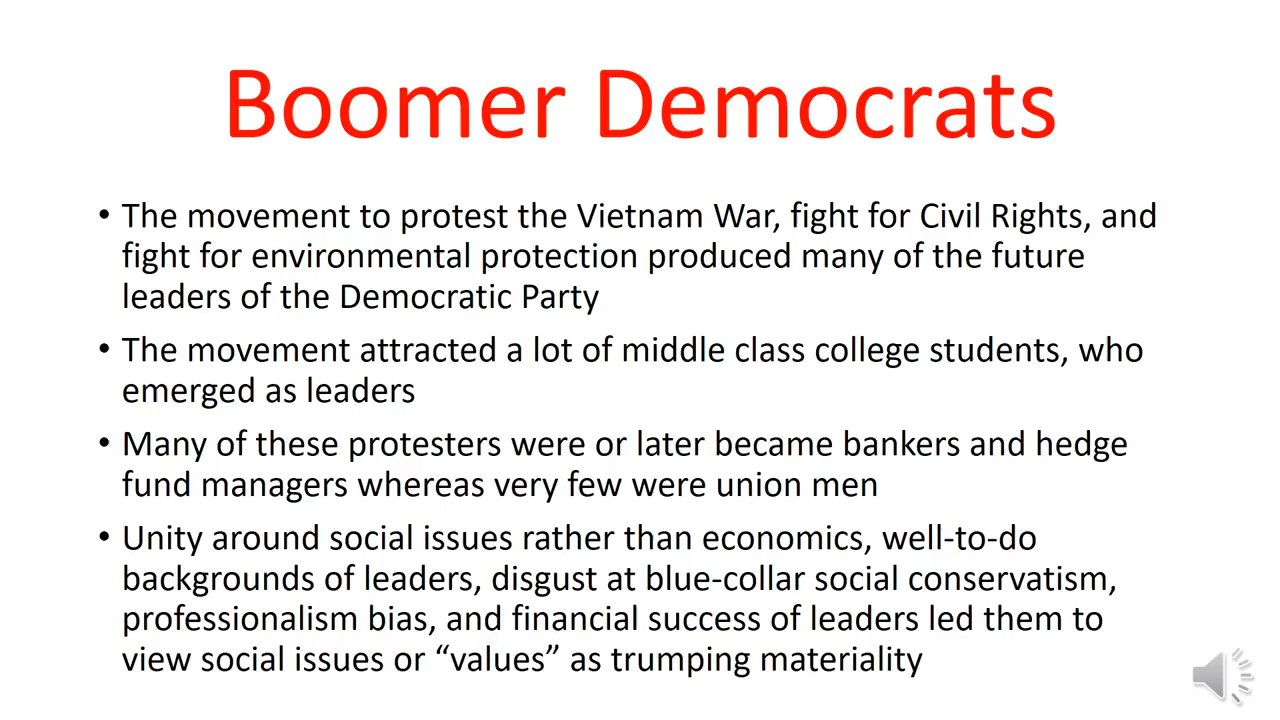 Boomer Democrats
• The movement to protest the Vietnam War, fight for Civil Rights, and
fight for environmental protection produced many of the future
leaders of the Democratic Party
• The movement attracted a lot of middle class college students, who
emerged as leaders
• Many of these protesters were or later became bankers and hedge
fund managers whereas very few were union men
• Unity around social issues rather than economics, well-to-do
backgrounds of leaders, disgust at blue-collar social conservatism,
professionalism bias, and financial success of leaders led them to
view social issues or “values” as trumping materiality